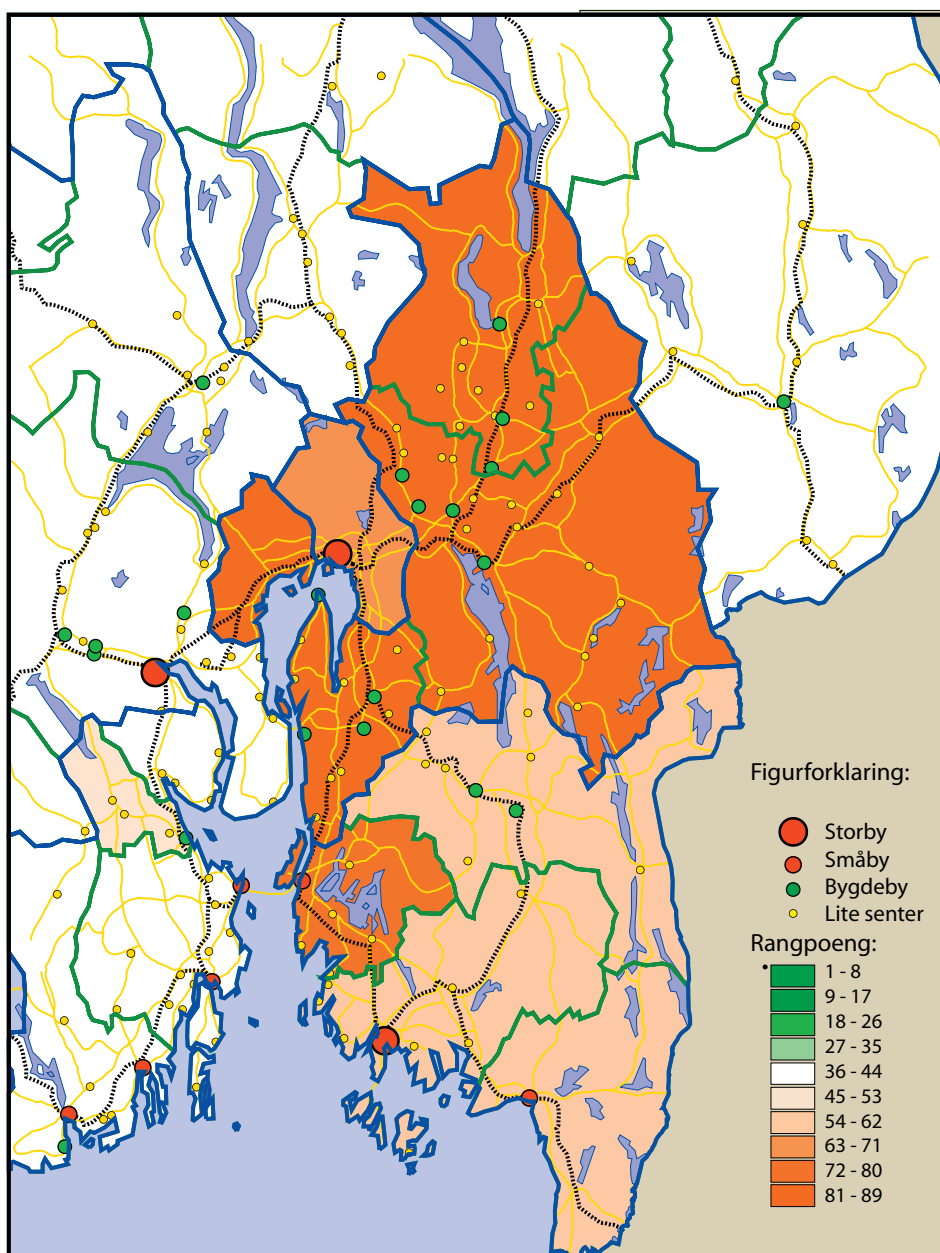 Figurforklaring:
Storby
Småby
Bygdeby
Lite senter
Rangpoeng:
1 - 8
9 - 17
18 - 26
27 - 35
36 - 44
45 - 53
54 - 62
63 - 71
72 - 80
81 - 89